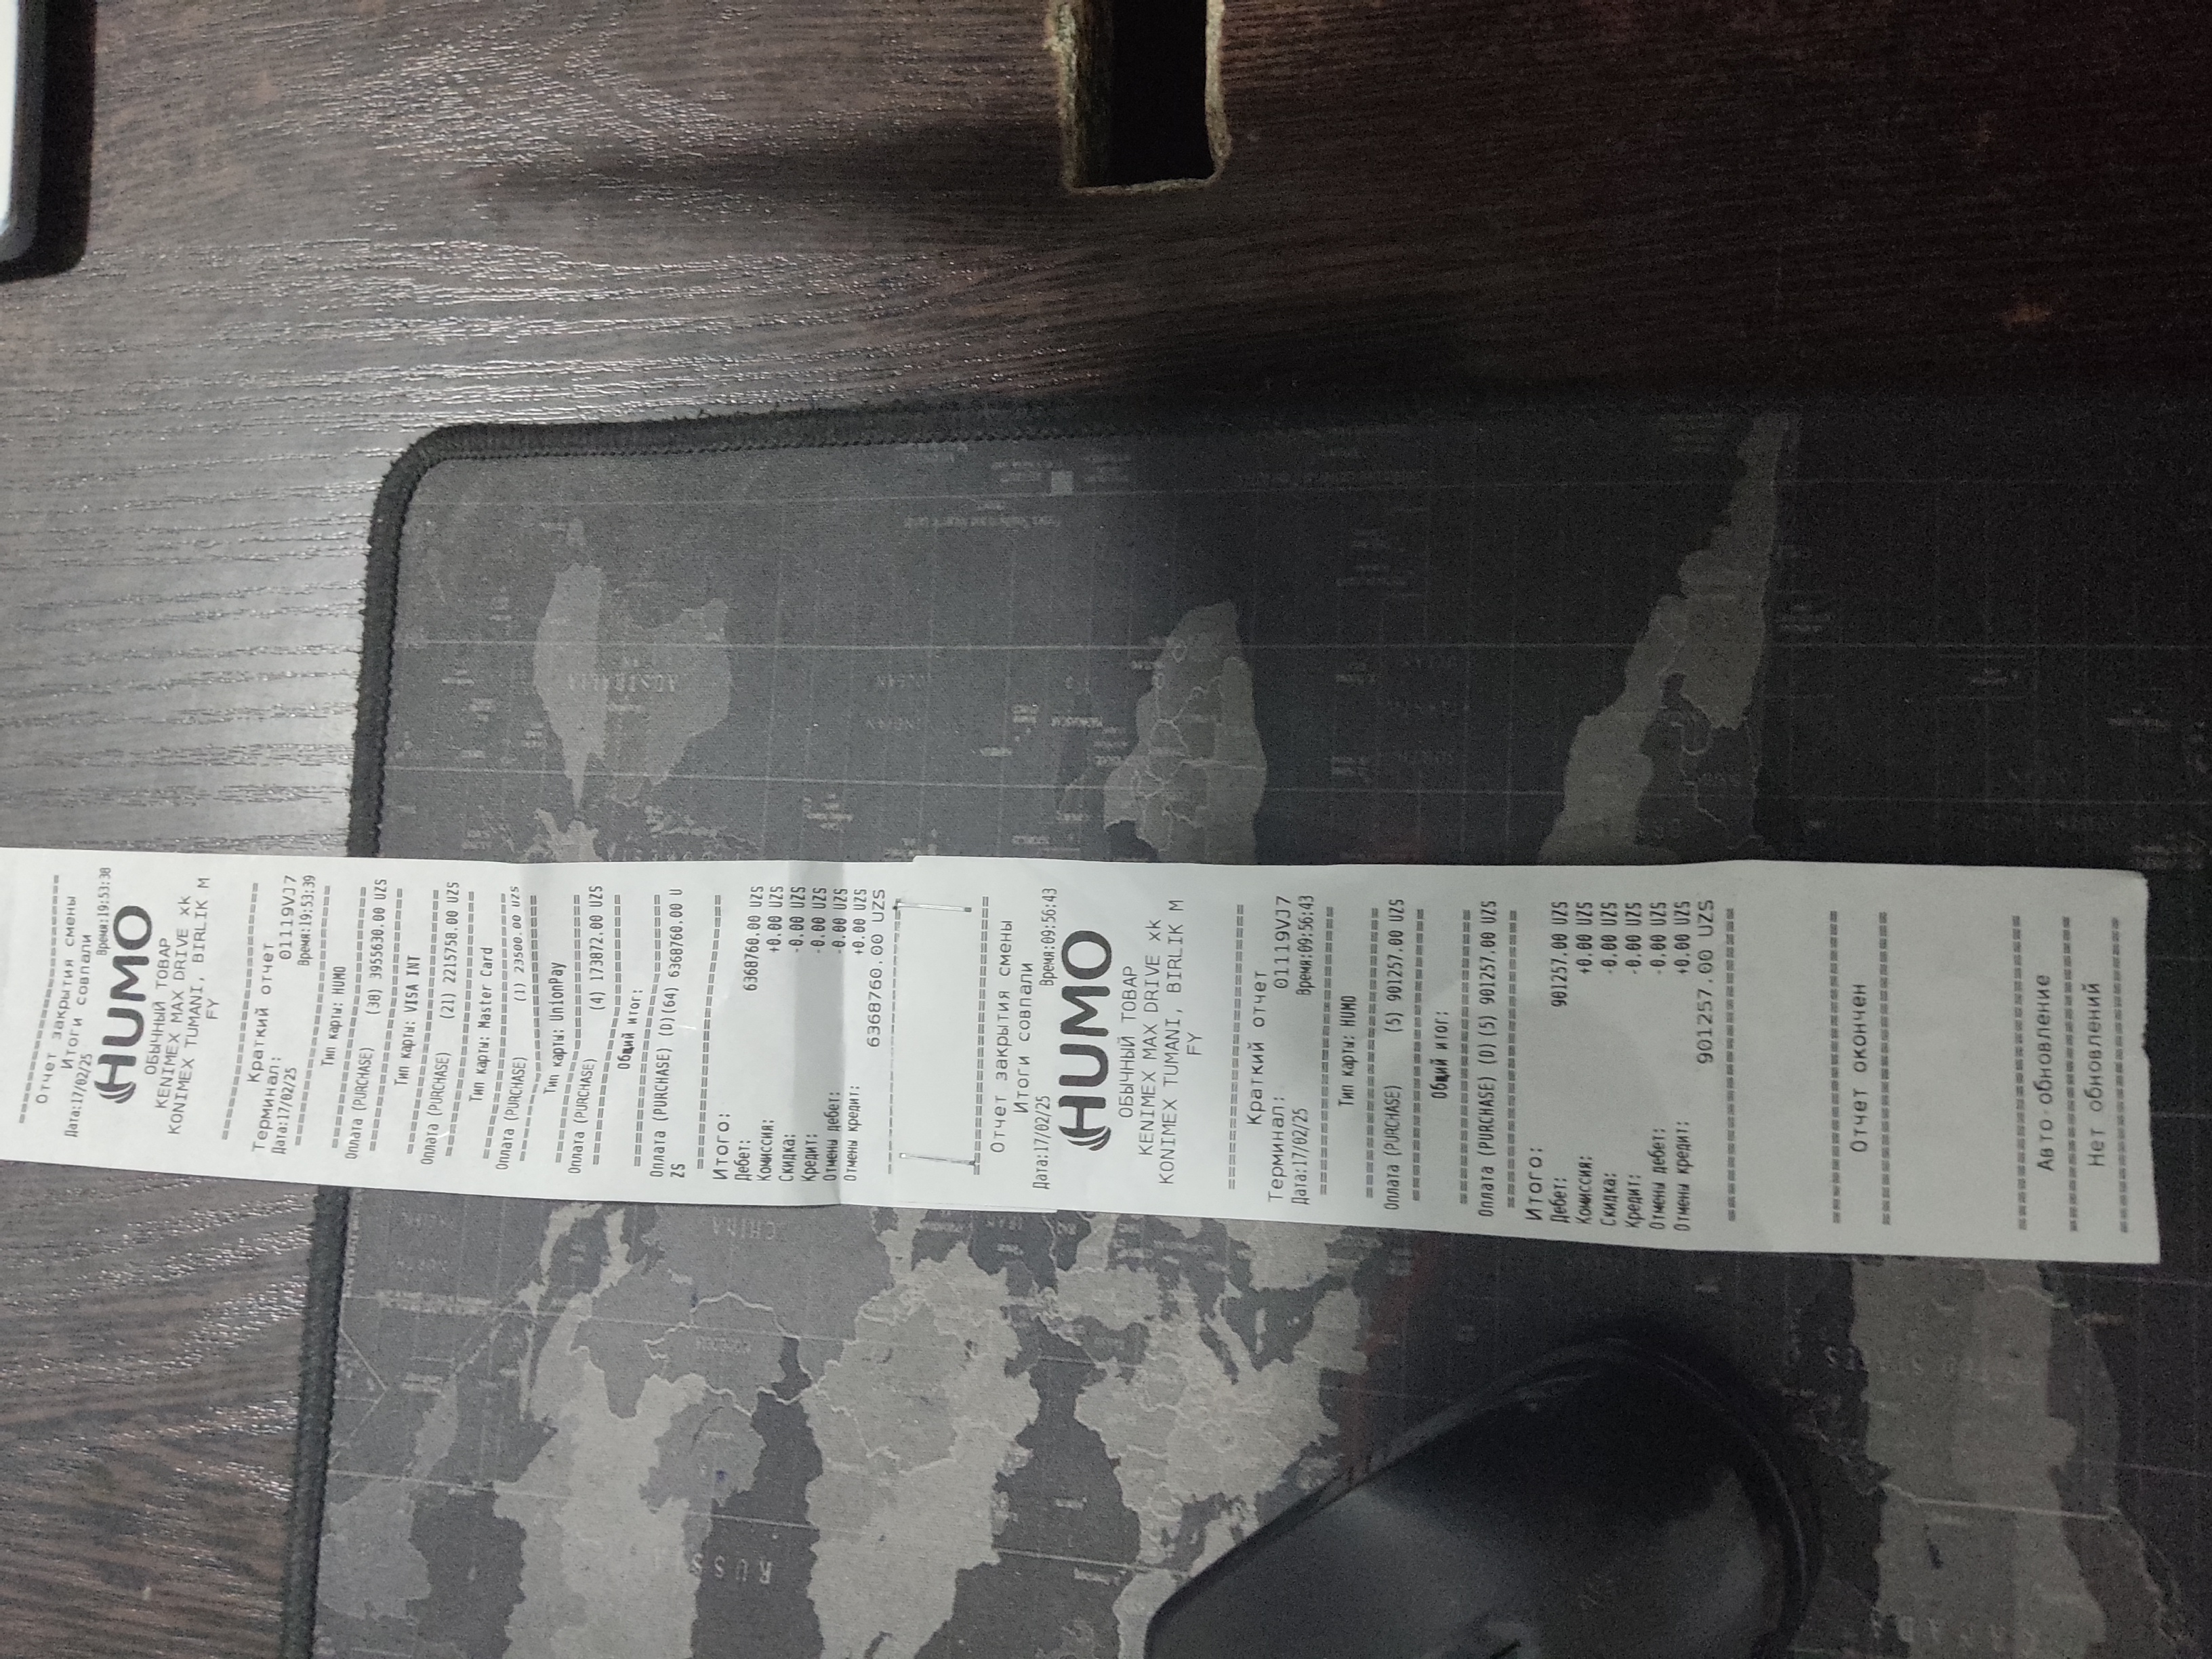 Отчет закрытия смены
Итоги совпали
Дата:17/02/25 Время:19:53:38
HUMO
ОБЫЧНЫЙ ТОВАР
KENIMEX MAX DRIVE xk
KONIMEX TUMANI, BIRLIK M
FY
Краткий отчет
Терминал: 01119VJ7
Дата:17/02/25 Время:19:53:39
Тип карты: HUMO
Оплата (PURCHASE) (38) 3955630.00 UZS
Тип карты: VISA INT
Оплата (PURCHASE) (21) 2215758.00 UZS
Тип карты: Master Card
Оплата (PURCHASE) (1) 23500.00 UZS
Тип карты: UnionPay
Оплата (PURCHASE) (4) 173872.00 UZS
Общий итог:
Оплата (PURCHASE) (D)(64) 6368760.00 U
ZS
Итого:
Дебет: 6368760.00 UZS
Комиссия: +0.00 UZS
Скидка: -0.00 UZS
Кредит: -0.00 UZS
Отмены дебет: -0.00 UZS
Отмены кредит: +0.00 UZS
6368760.00 UZS
Отчет закрытия смены
Итоги совпали
Дата:17/02/25 Время:09:56:43
HUMO
ОБЫЧНЫЙ ТОВАР
KENIMEX MAX DRIVE xk
KONIMEX TUMANI, BIRLIK M
FY
Краткий отчет
Терминал: 01119VJ7
Дата:17/02/25 Время:09:56:43
Тип карты: HUMO
Оплата (PURCHASE) (5) 901257.00 UZS
Общий итог:
Оплата (PURCHASE) (D) (5) 901257.00 UZS
Итого:
Дебет: 901257.00 UZS
Комиссия: +0.00 UZS
Скидка: -0.00 UZS
Кредит: -0.00 UZS
Отмены дебет: -0.00 UZS
Отмены кредит: +0.00 UZS
901257.00 UZS
Отчет окончен
Авто-обновление
Нет обновлений
AUSTRALIA
CHINA
RUSS